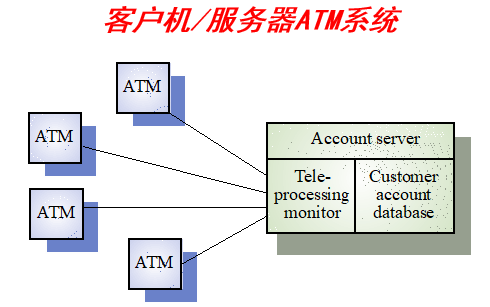 客户机/服务器ATM系统
ATM
ATM
ATM
ATM
Account server
Tele-
processing
monitor
Customer
account
database